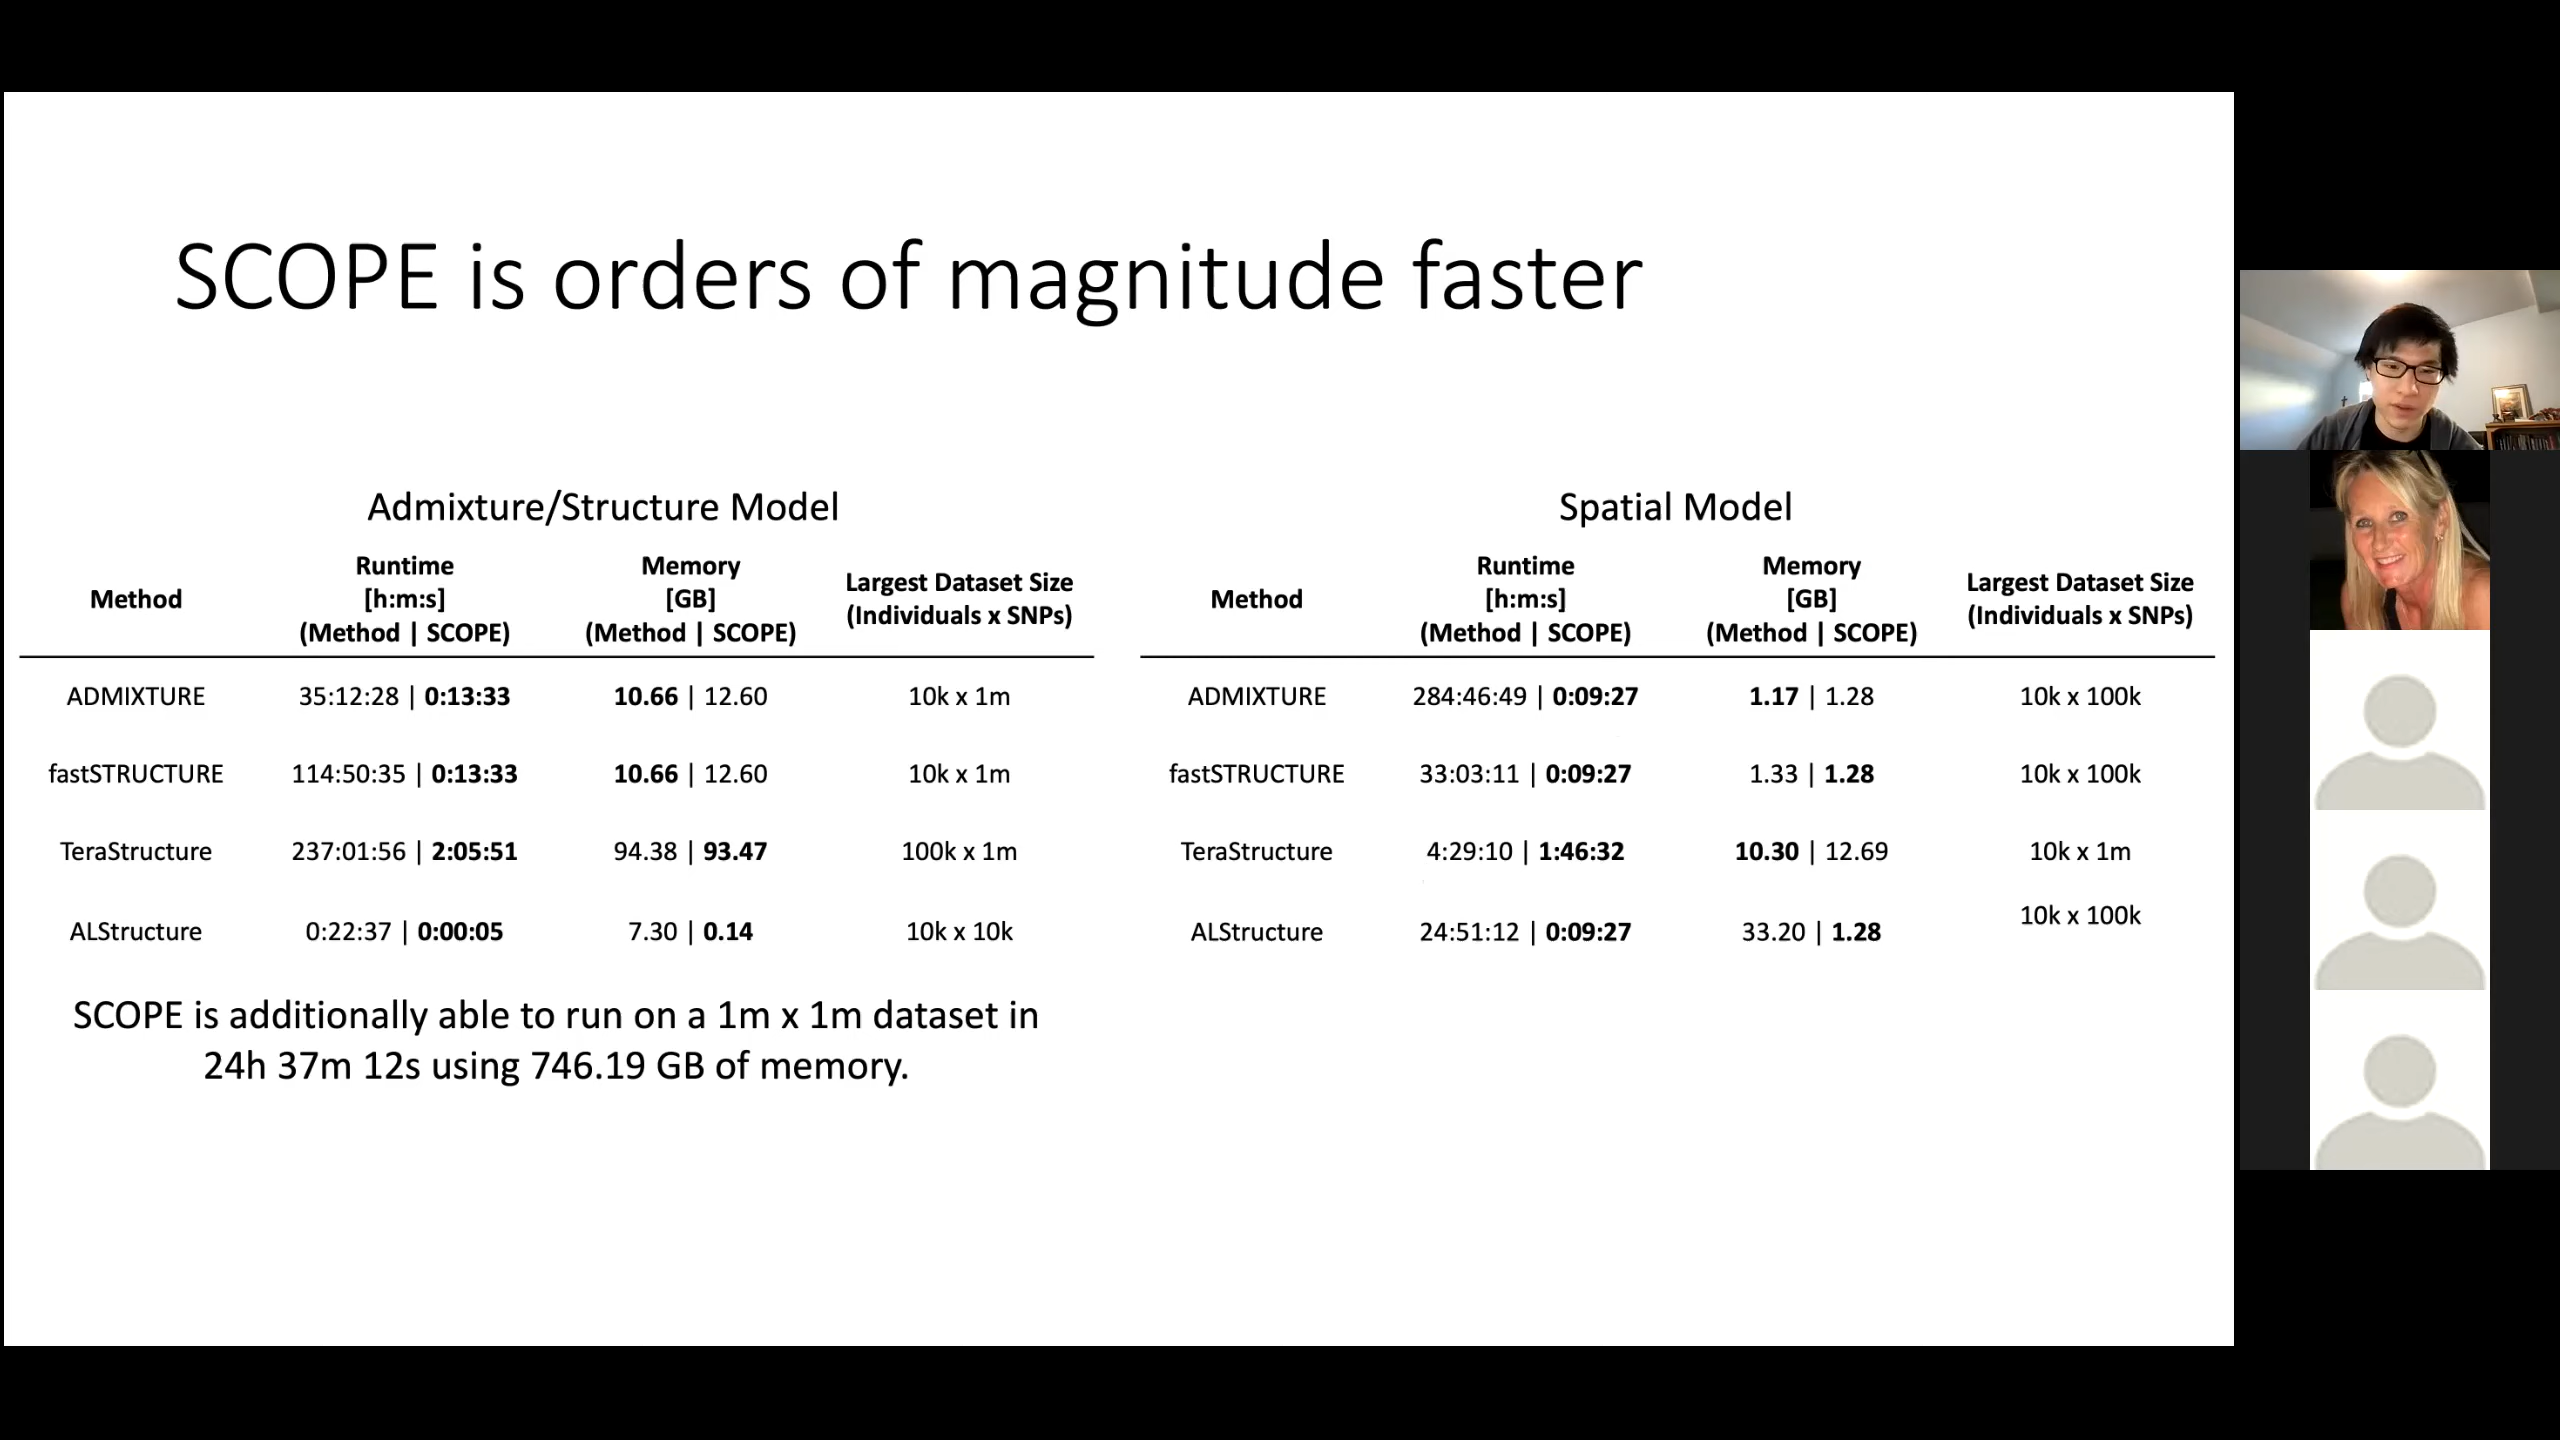 SCOPE is orders of magnitude faster
Admixture/Structure Model
Method
Runtime
[h:m:s]
(Method | SCOPE)
Memory
[GB]
(Method | SCOPE)
Largest Dataset Size
(Individuals x SNPs)
ADMIXTURE 35:12:28 | 0:13:33 10.66 | 12.60 10k x 1m
fastSTRUCTURE 114:50:35 | 0:13:33 10.66 | 12.60 10k x 1m
TeraStructure 237:01:56 | 2:05:51 94.38 | 93.47 100k x 1m
ALStructure 0:22:37 | 0:00:05 7.30 | 0.14 10k x 10k
SCOPE is additionally able to run on a 1m x 1m dataset in
24h 37m 12s using 746.19 GB of memory.
Spatial Model
Method
Runtime
[h:m:s]
(Method | SCOPE)
Memory
[GB]
(Method | SCOPE)
Largest Dataset Size
(Individuals x SNPs)
ADMIXTURE 284:46:49 | 0:09:27 1.17 | 1.28 10k x 100k
fastSTRUCTURE 33:03:11 | 0:09:27 1.33 | 1.28 10k x 100k
TeraStructure 4:29:10 | 1:46:32 10.30 | 12.69 10k x 1m
ALStructure 24:51:12 | 0:09:27 33.20 | 1.28 10k x 100k